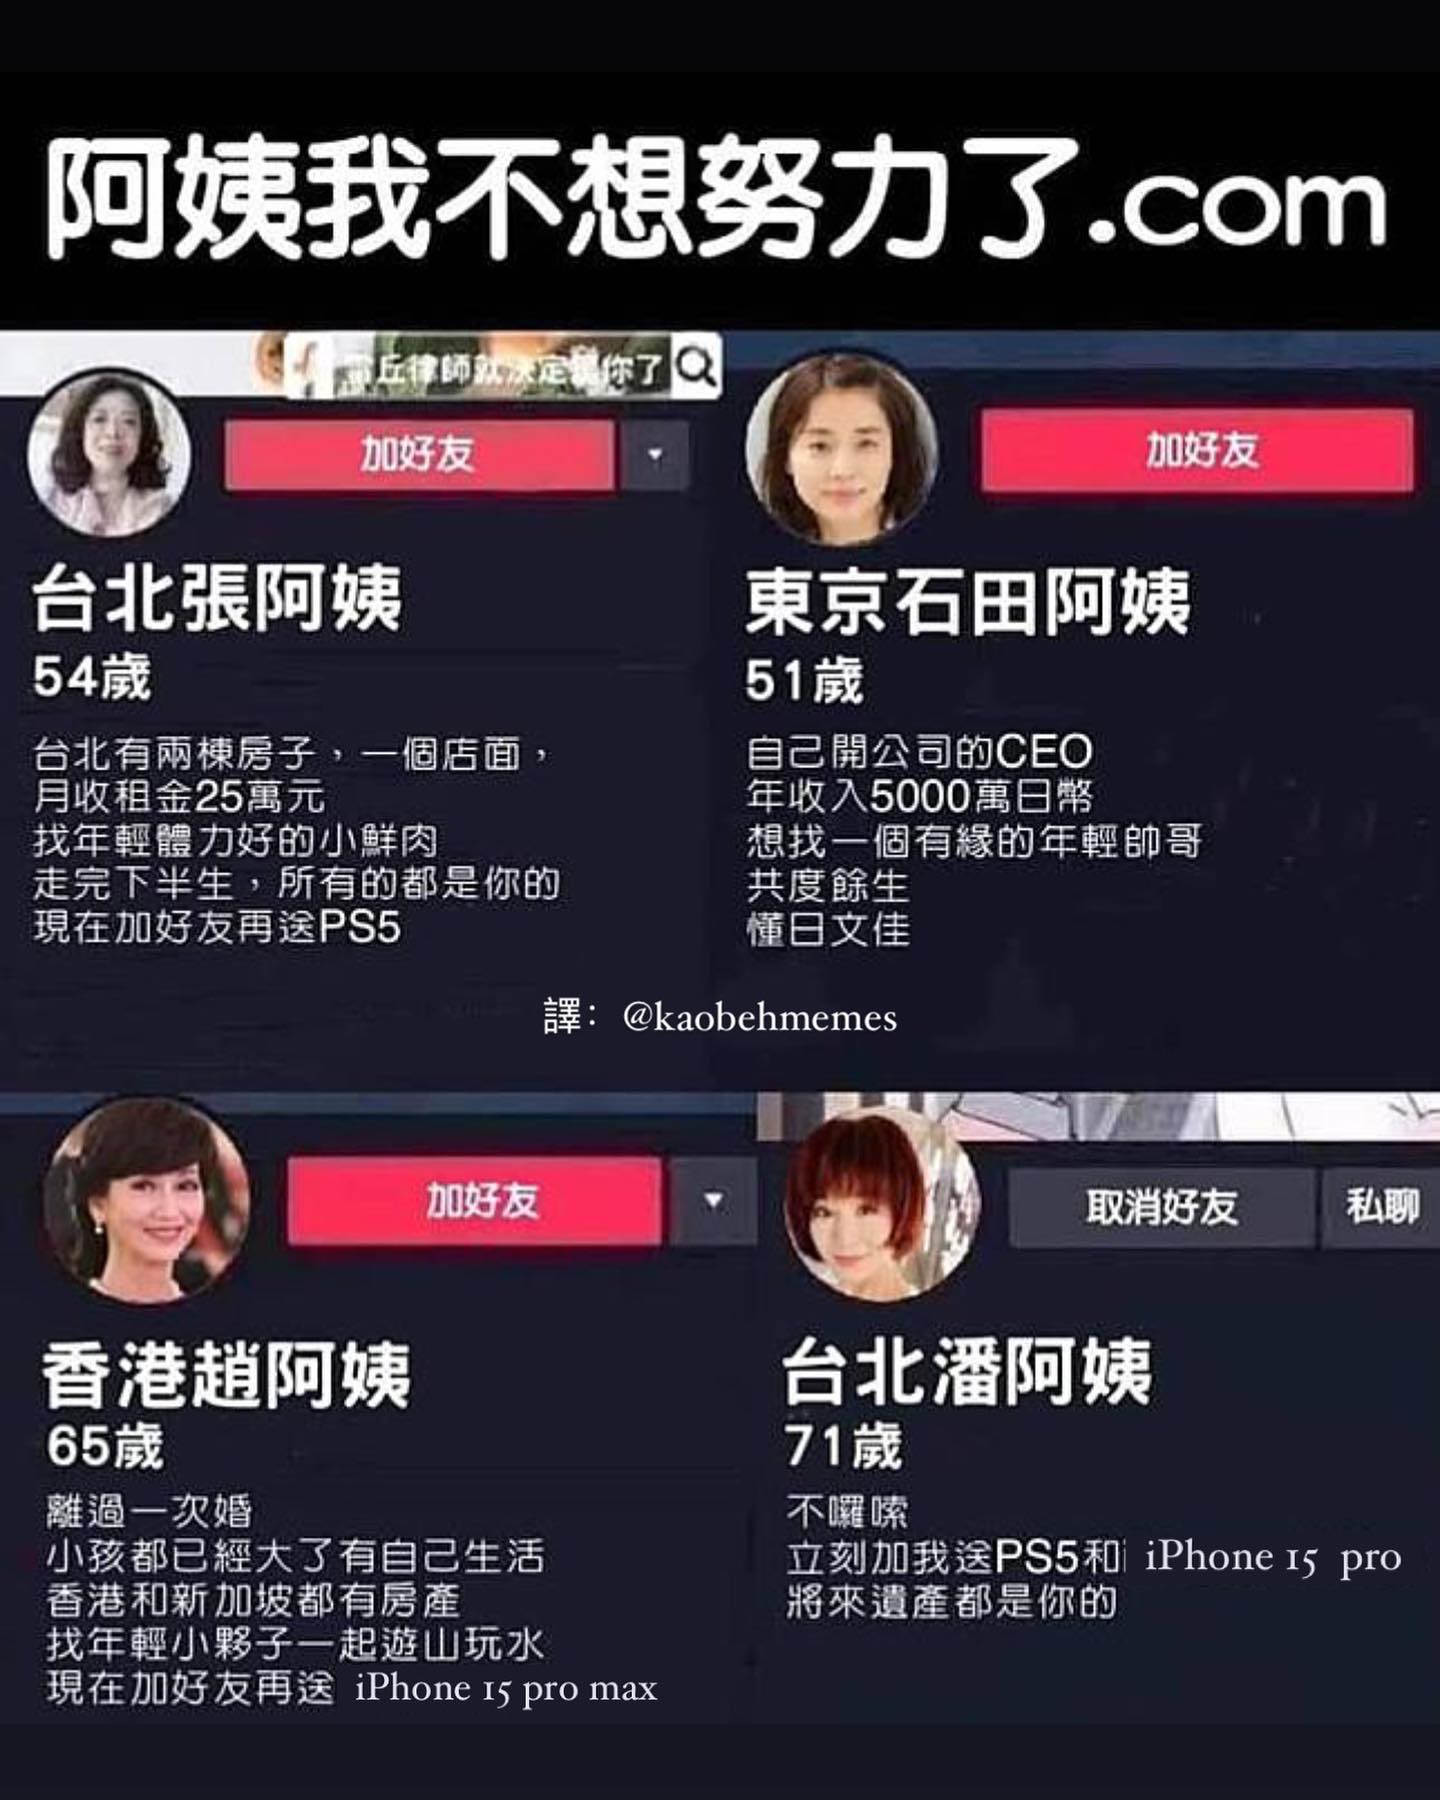 阿姨我不想努力了.com
丘律師就決定是你了
加好友
台北張阿姨
54歲
台北有兩棟房子，一個店面，
月收租金25萬元
找年輕體力好的小鮮肉
走完下半生，所有的都是你的
現在加好友再送PS5
加好友
東京石田阿姨
51歲
自己開公司的CEO
年收入5000萬日幣
想找一個有緣的年輕帥哥
共度餘生
懂日文佳
譯：@kaobehmemes
加好友
香港趙阿姨
65歲
離過一次婚
小孩都已經大了有自己生活
香港和新加坡都有房產
找年輕小夥子一起遊山玩水
現在加好友再送 iPhone 15 pro max
取消好友
私聊
台北潘阿姨
71歲
不囉嗦
立刻加我送PS5和 iPhone 15 pro
將來遺產都是你的